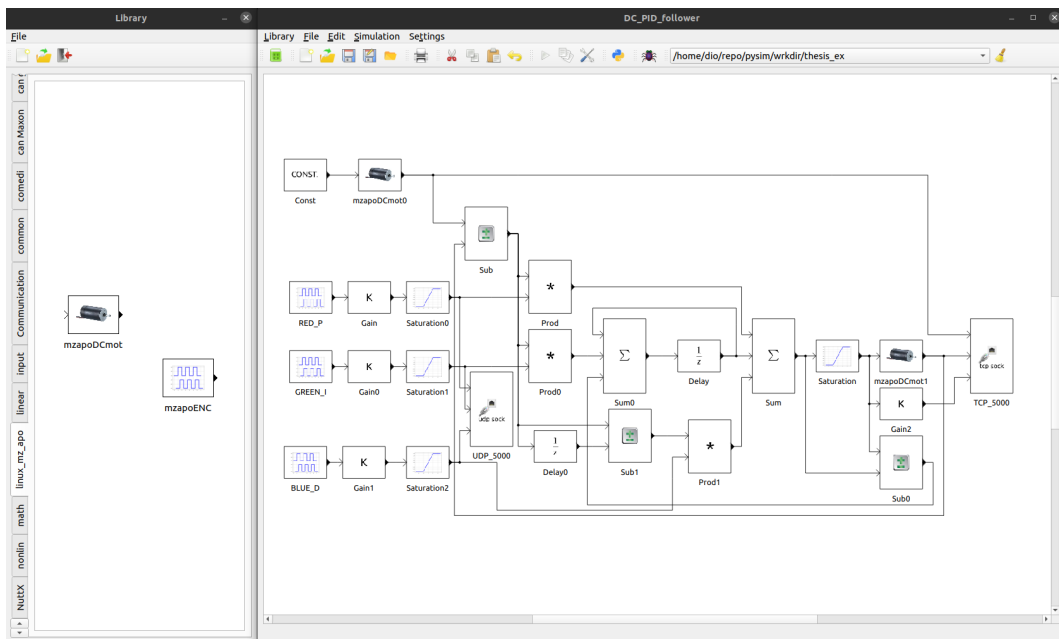 Library
DC_PID_follower
File
Library File Edit Simulation Settings
/home/dio/repo/pysim/wrkdir/thesis_ex
can Maxon
comedi
common
Communication
input
linear
linux_mz_apo
math
nonlin
NuttX
mzapoDCmot
mzapoENC
CONST.
Const
mzapoDCmot0
Sub
RED_P
K
Gain
Saturation0
*
Prod
GREEN_I
K
Gain0
Saturation1
*
Prod0
Σ
Sum0
1
z
Delay
Σ
Sum
Saturation
mzapoDCmot1
tcp sock
TCP_5000
K
Gain2
udp sock
UDP_5000
1
z
Delay0
Sub1
*
Prod1
Sub0
BLUE_D
K
Gain1
Saturation2